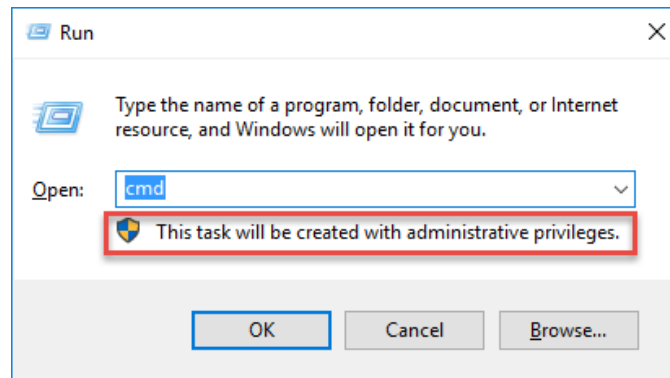 Run
Type the name of a program, folder, document, or Internet
resource, and Windows will open it for you.
Open: cmd
This task will be created with administrative privileges.
OK Cancel Browse...